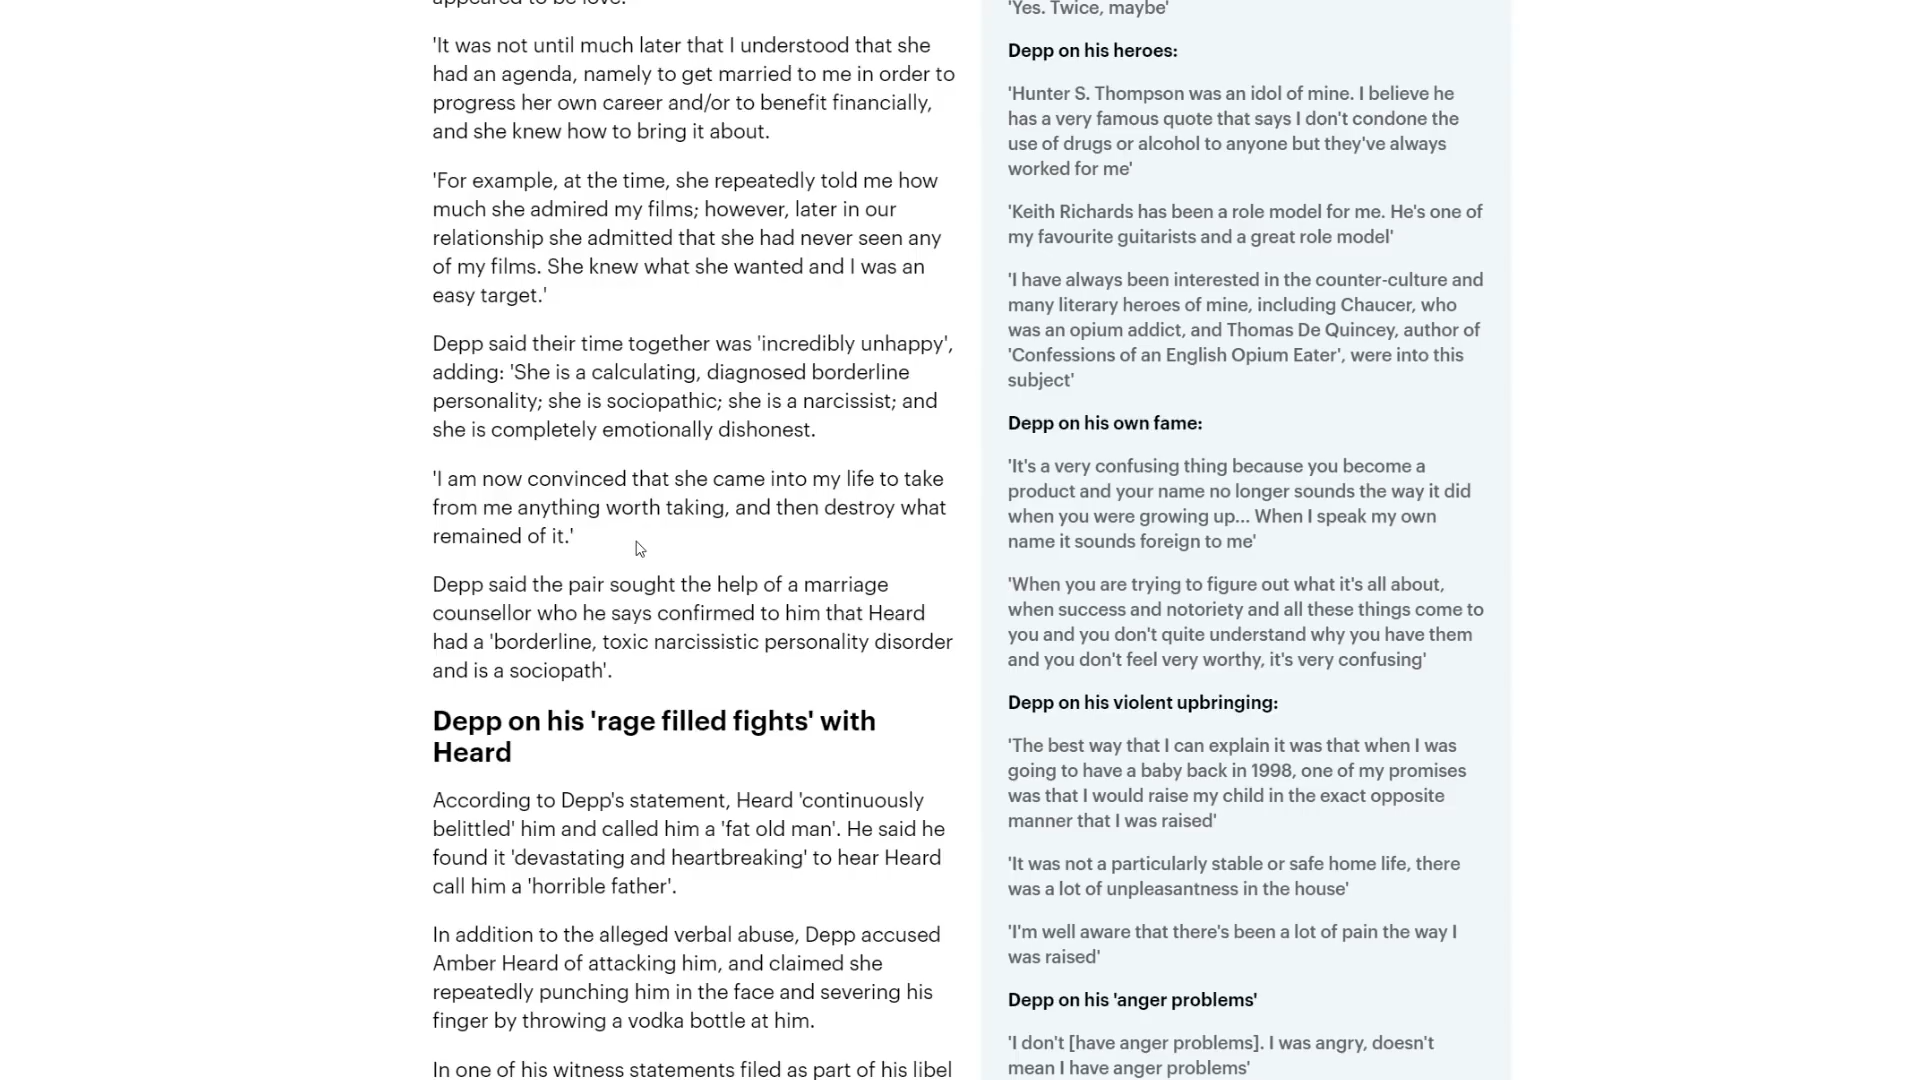 appeared to be love.
'It was not until much later that I understood that she
had an agenda, namely to get married to me in order to
progress her own career and/or to benefit financially,
and she knew how to bring it about.
'For example, at the time, she repeatedly told me how
much she admired my films; however, later in our
relationship she admitted that she had never seen any
of my films. She knew what she wanted and I was an
easy target.'
Depp said their time together was 'incredibly unhappy',
adding: 'She is a calculating, diagnosed borderline
personality; she is sociopathic; she is a narcissist; and
she is completely emotionally dishonest.
'I am now convinced that she came into my life to take
from me anything worth taking, and then destroy what
remained of it.'
Depp said the pair sought the help of a marriage
counsellor who he says confirmed to him that Heard
had a 'borderline, toxic narcissistic personality disorder
and is a sociopath'.
Depp on his 'rage filled fights' with
Heard
According to Depp's statement, Heard 'continuously
belittled' him and called him a 'fat old man'. He said he
found it 'devastating and heartbreaking' to hear Heard
call him a 'horrible father'.
In addition to the alleged verbal abuse, Depp accused
Amber Heard of attacking him, and claimed she
repeatedly punching him in the face and severing his
finger by throwing a vodka bottle at him.
In one of his witness statements filed as part of his libel
'Yes. Twice, maybe'
Depp on his heroes:
'Hunter S. Thompson was an idol of mine. I believe he
has a very famous quote that says I don't condone the
use of drugs or alcohol to anyone but they've always
worked for me'
'Keith Richards has been a role model for me. He's one of
my favourite guitarists and a great role model'
'I have always been interested in the counter-culture and
many literary heroes of mine, including Chaucer, who
was an opium addict, and Thomas De Quincey, author of
'Confessions of an English Opium Eater', were into this
subject'
Depp on his own fame:
'It's a very confusing thing because you become a
product and your name no longer sounds the way it did
when you were growing up... When I speak my own
name it sounds foreign to me'
'When you are trying to figure out what it's all about,
when success and notoriety and all these things come to
you and you don't quite understand why you have them
and you don't feel very worthy, it's very confusing'
Depp on his violent upbringing:
'The best way that I can explain it was that when I was
going to have a baby back in 1998, one of my promises
was that I would raise my child in the exact opposite
manner that I was raised'
'It was not a particularly stable or safe home life, there
was a lot of unpleasantness in the house'
'I'm well aware that there's been a lot of pain the way I
was raised'
Depp on his 'anger problems'
'I don't [have anger problems]. I was angry, doesn't
mean I have anger problems'